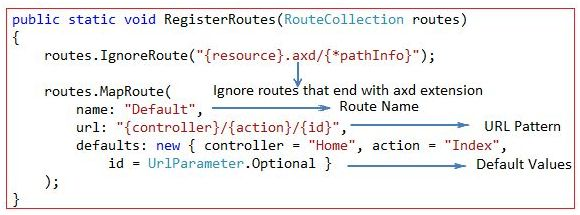 public static void RegisterRoutes(RouteCollection routes)
{
routes.IgnoreRoute("{resource}.axd/{*pathInfo}");
routes.MapRoute( Ignore routes that end with axd extension
name: "Default", Route Name
url: "{controller}/{action}/{id}", URL Pattern
defaults: new { controller = "Home", action = "Index",
id = UrlParameter.Optional } Default Values
);
}